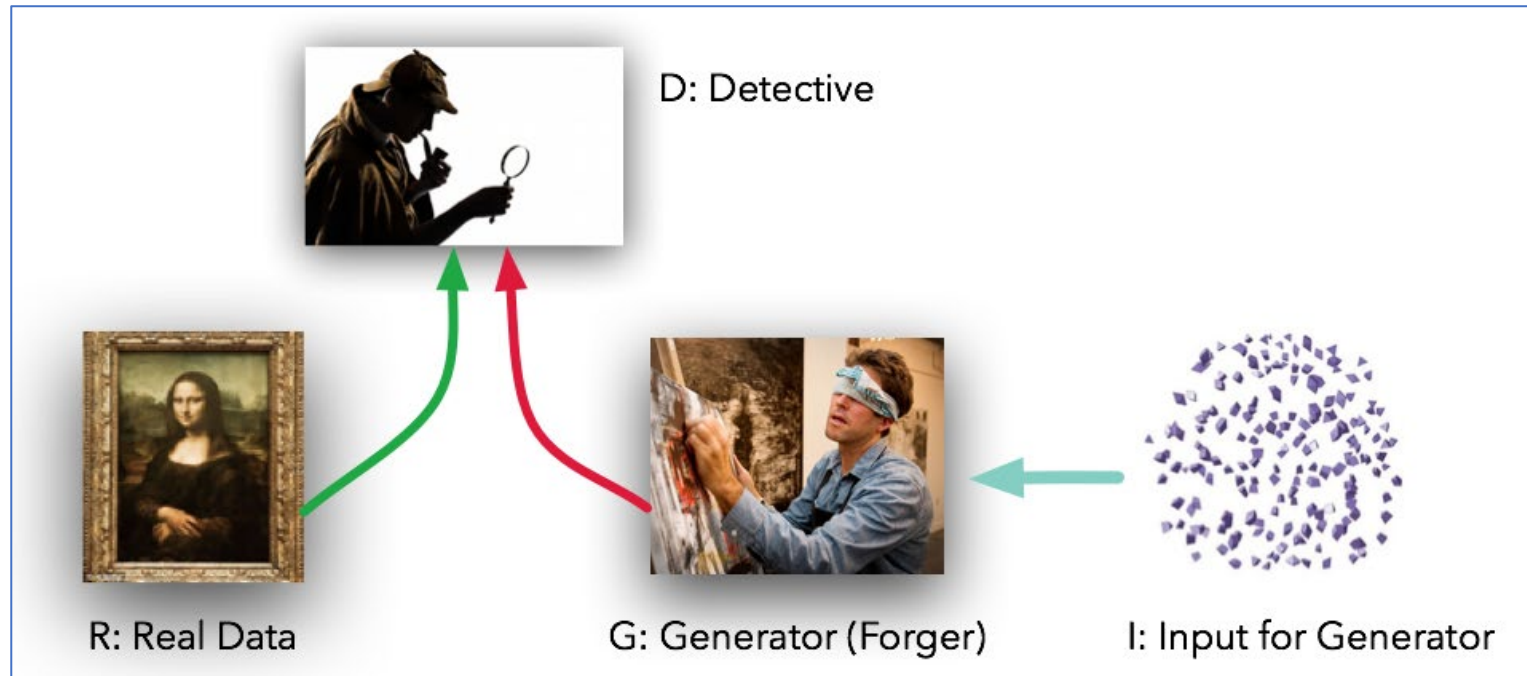 D: Detective
R: Real Data
G: Generator (Forger)
I: Input for Generator